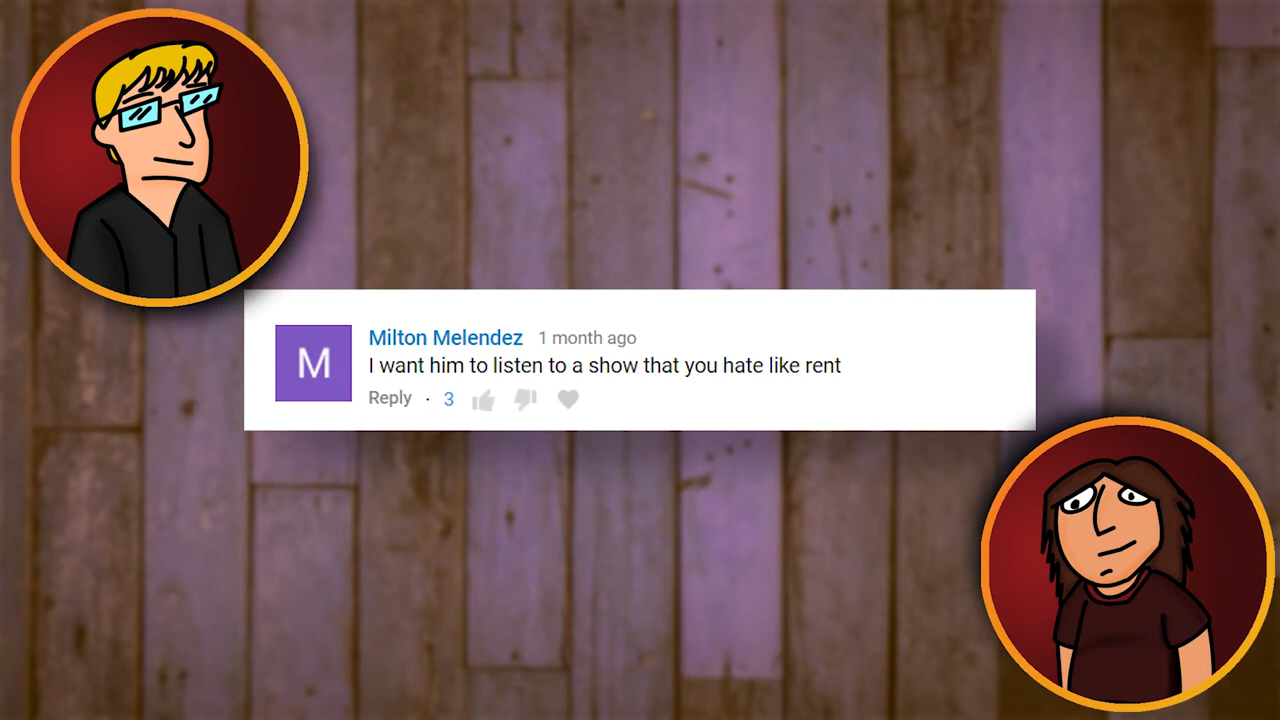 M
Milton Melendez 1 month ago
I want him to listen to a show that you hate like rent
Reply · 3